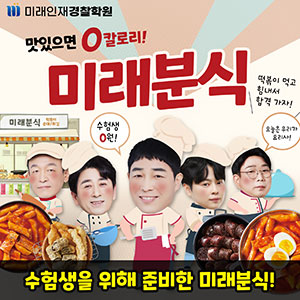 미래인재경찰학원
맛있으면 0칼로리!
미래분식
떡볶이 먹고
힘내서
합격 가자!
미래분식
수험생
0원!
오늘은 우리가
요리사!
수험생을 위해 준비한 미래분식!